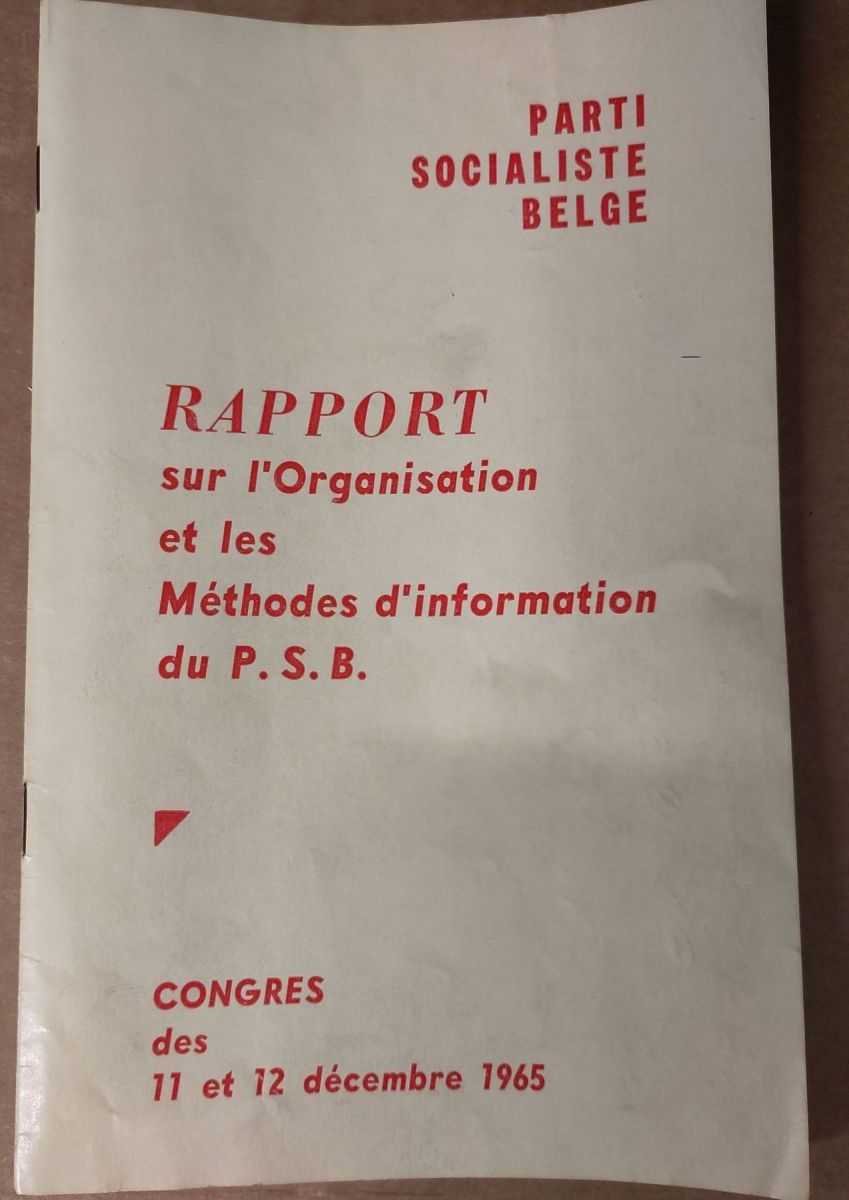 PARTI
SOCIALISTE
BELGE
RAPPORT
sur l'Organisation
et les
Méthodes d'information
du P. S. B.
CONGRES
des
11 et 12 décembre 1965